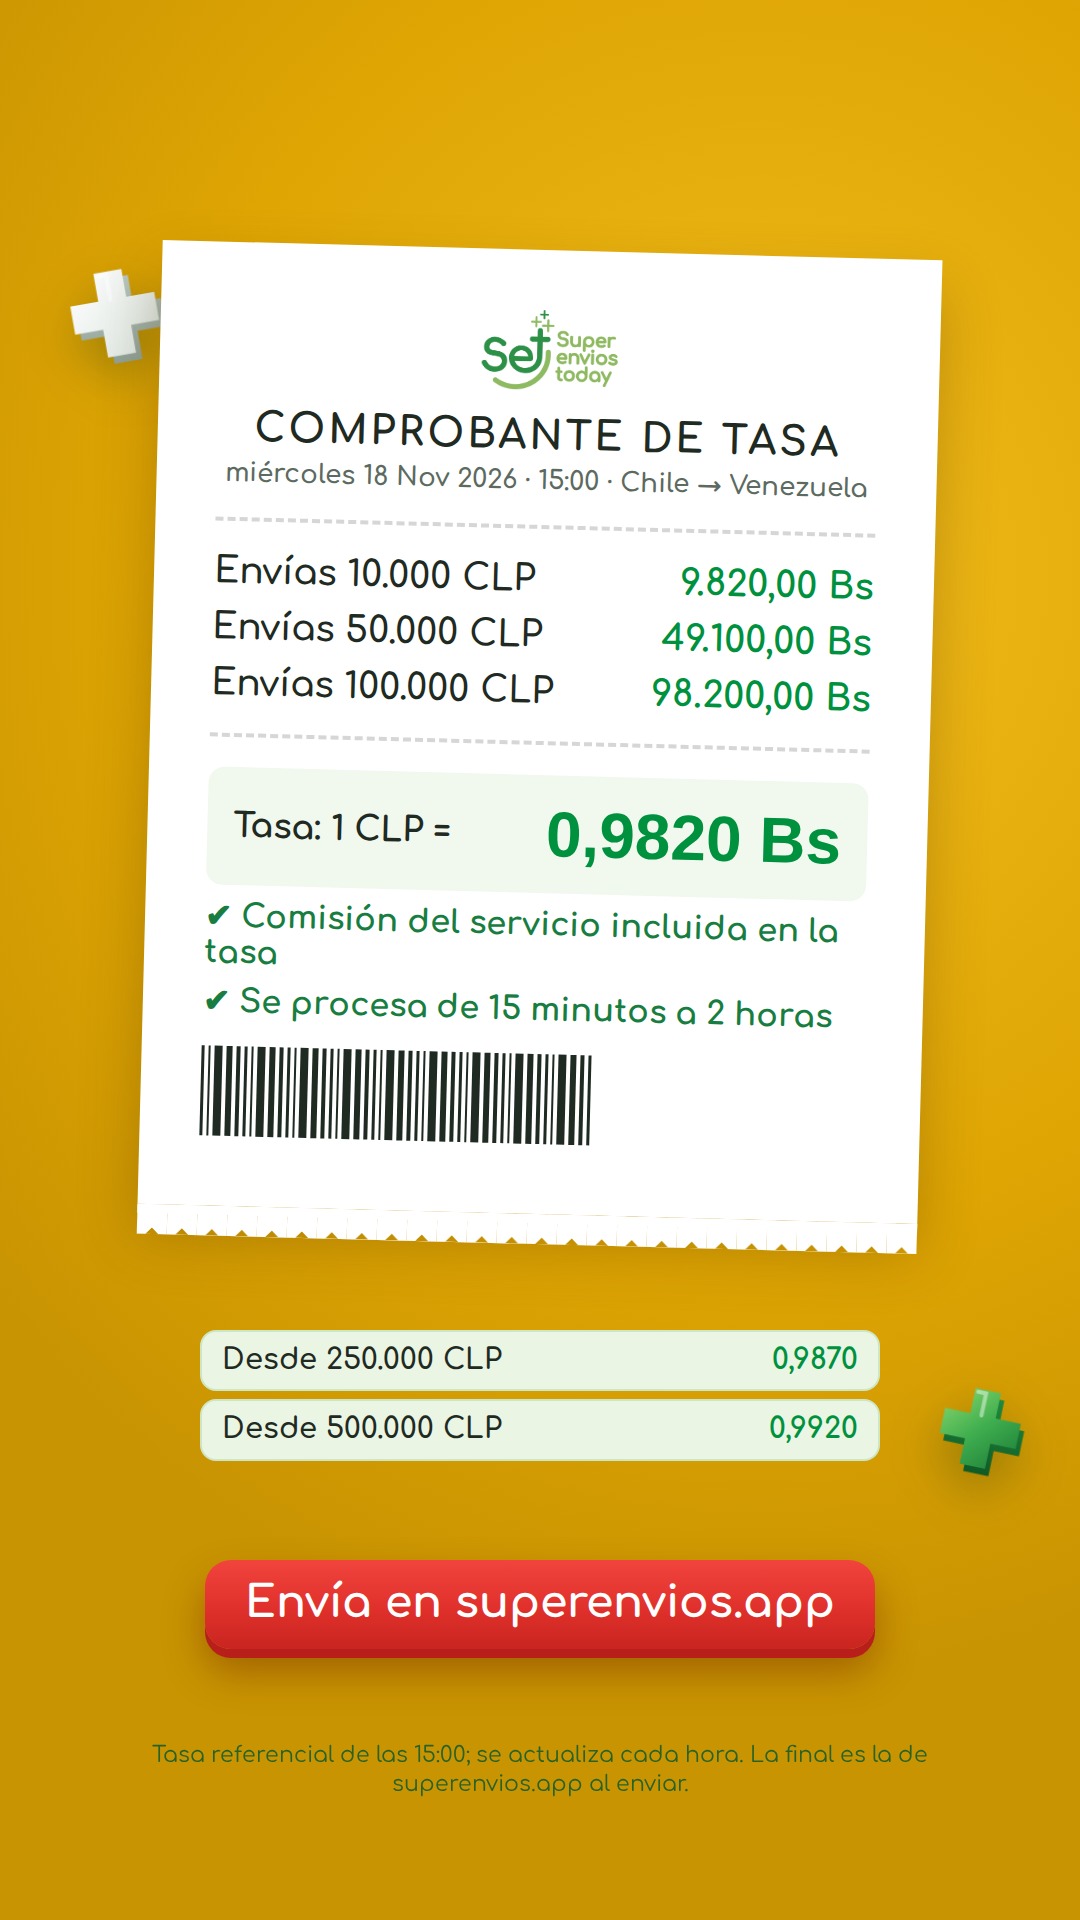 Set Super
envios
today
COMPROBANTE DE TASA
miércoles 18 Nov 2026 · 15:00 · Chile → Venezuela
Envías 10.000 CLP 9.820,00 Bs
Envías 50.000 CLP 49.100,00 Bs
Envías 100.000 CLP 98.200,00 Bs
Tasa: 1 CLP = 0,9820 Bs
✔ Comisión del servicio incluida en la
tasa
✔ Se procesa de 15 minutos a 2 horas
Desde 250.000 CLP 0,9870
Desde 500.000 CLP 0,9920
Envía en superenvios.app
Tasa referencial de las 15:00; se actualiza cada hora. La final es la de
superenvios.app al enviar.